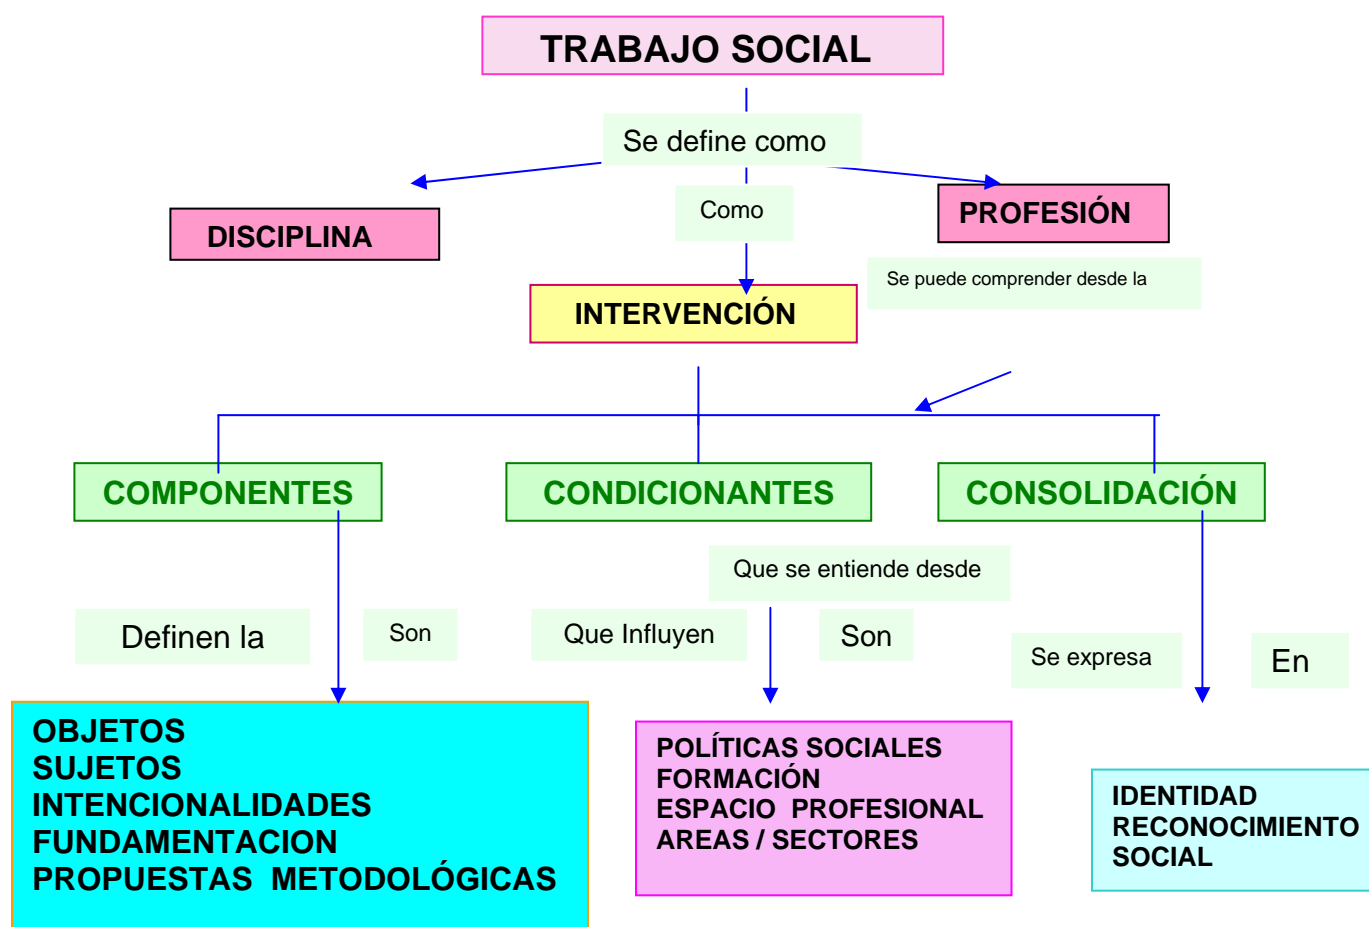 TRABAJO SOCIAL
Se define como
DISCIPLINA
Como
PROFESIÓN
Se puede comprender desde la
INTERVENCIÓN
COMPONENTES
CONDICIONANTES
CONSOLIDACIÓN
Que se entiende desde
Definen la
Son
Que Influyen
Son
Se expresa
En
OBJETOS
SUJETOS
INTENCIONALIDADES
FUNDAMENTACION
PROPUESTAS METODOLÓGICAS
POLÍTICAS SOCIALES
FORMACIÓN
ESPACIO PROFESIONAL
AREAS / SECTORES
IDENTIDAD
RECONOCIMIENTO
SOCIAL